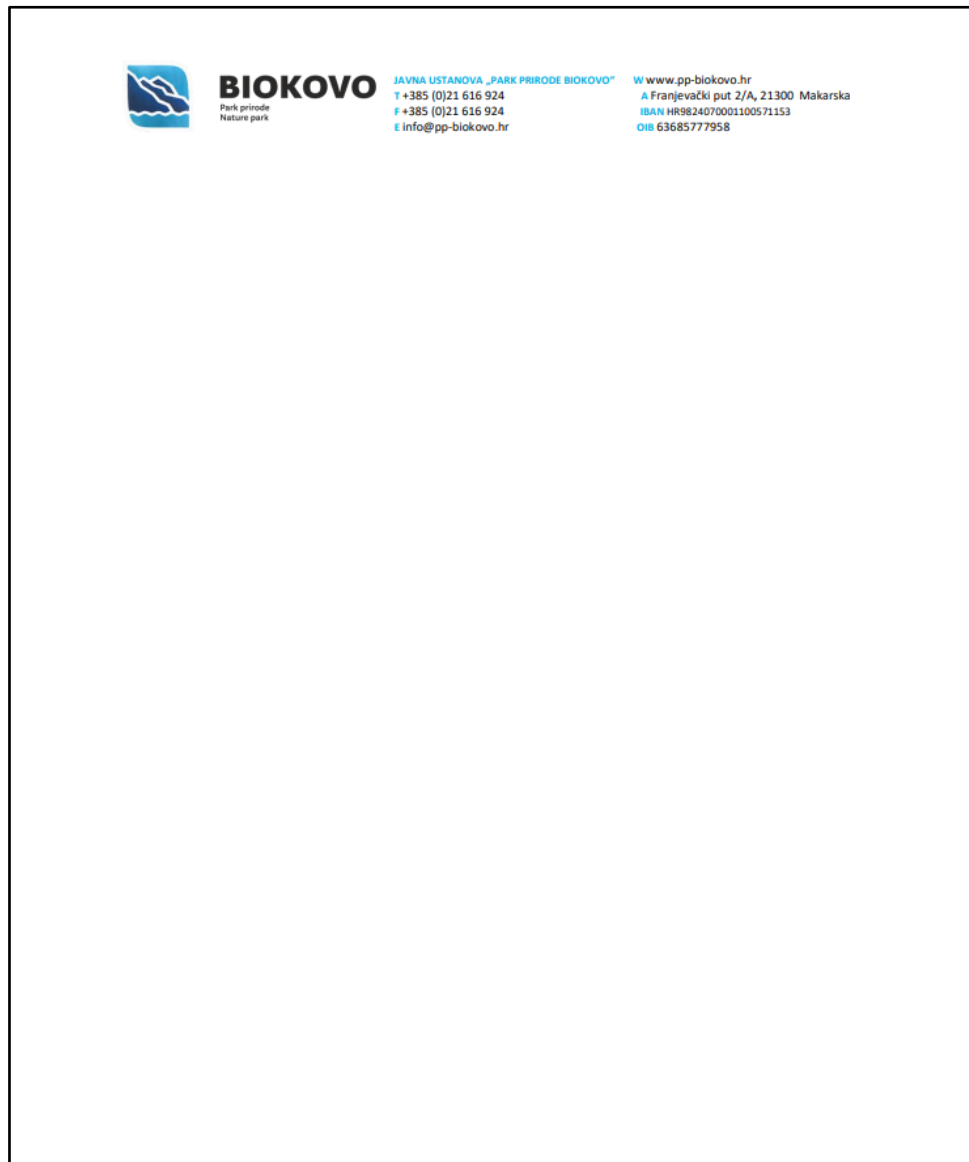 BIOKOVO
Park prirode
Nature park
JAVNA USTANOVA „PARK PRIRODE BIOKOVO"
T +385 (0)21 616 924
F +385 (0)21 616 924
E info@pp-biokovo.hr
W www.pp-biokovo.hr
A Franjevački put 2/A, 21300 Makarska
IBAN HR9824070001100571153
OIB 63685777958